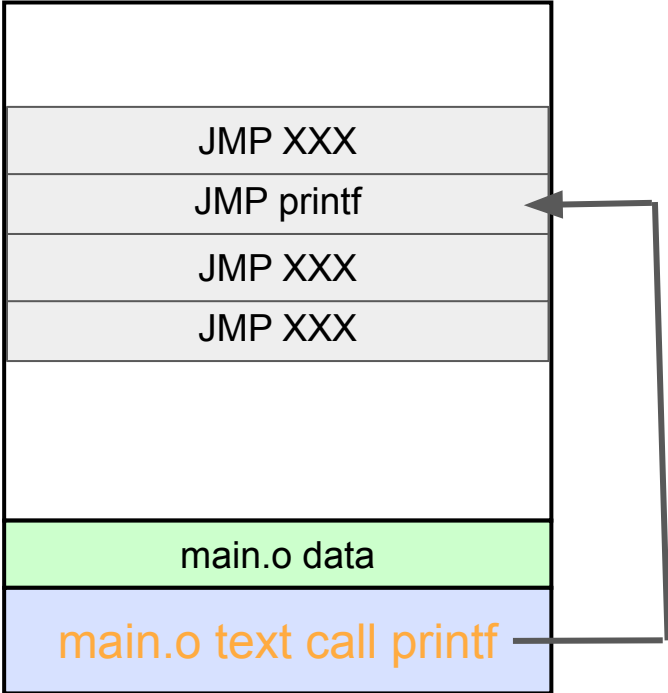 JMP XXX
JMP printf
JMP XXX
JMP XXX
main.o data
main.o text call printf